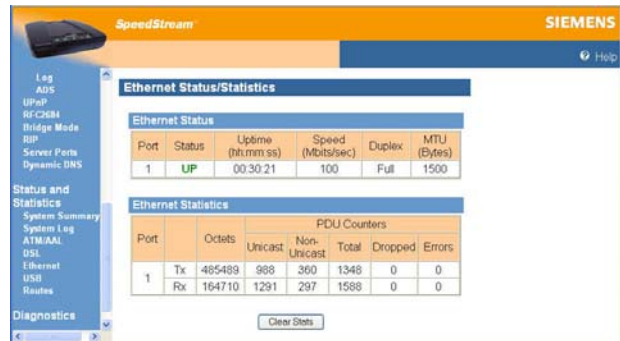 SpeedStream
SIEMENS
Help
Log
ADS
UPnP
RFC2684
Bridge Mode
RIP
Server Ports
Dynamic DNS
Status and
Statistics
System Summary
System Log
ATM/AAL
DSL
Ethernet
USB
Routes
Diagnostics
Ethernet Status/Statistics
Ethernet Status
Port Status Uptime (hh:mm:ss) Speed (Mbits/sec) Duplex MTU (Bytes)
1 UP 00:30:21 100 Full 1500
Ethernet Statistics
PDU Counters
Port Octets Unicast Non-Unicast Total Dropped Errors
1 Tx 485489 988 360 1348 0 0
Rx 164710 1291 297 1588 0 0
Clear Stats